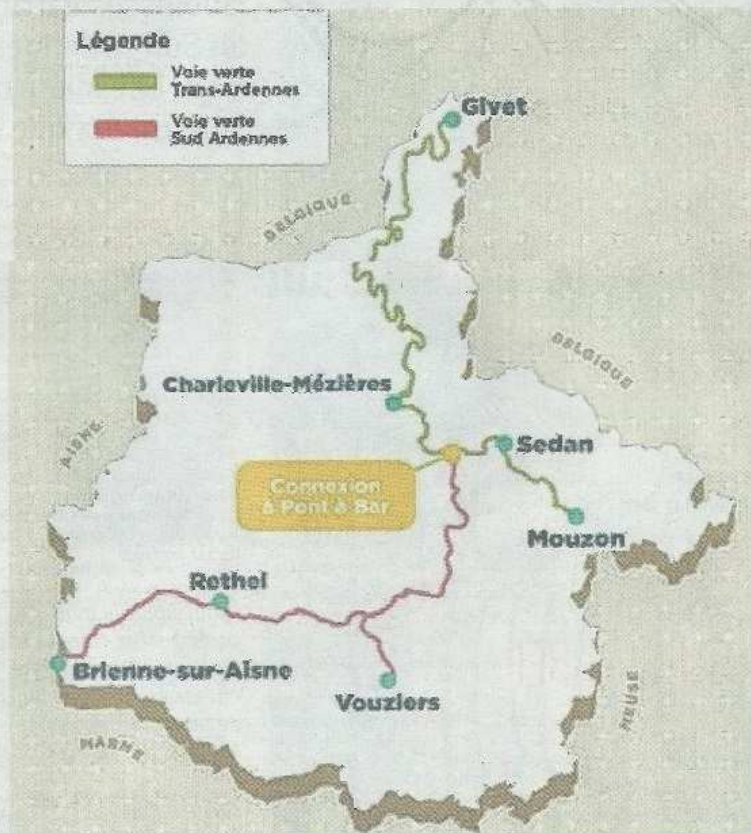 Légende
Voie verte
Trans-Ardennes
Voie verte
Sud Ardennes
Givet
BELGIQUE
BELGIQUE
Charleville-Mézières
Sedan
AISNE
Connexion
à Pont à Bar
Mouzon
Rethel
Brienne-sur-Aisne
Vouziers
MEUSE
MARNE